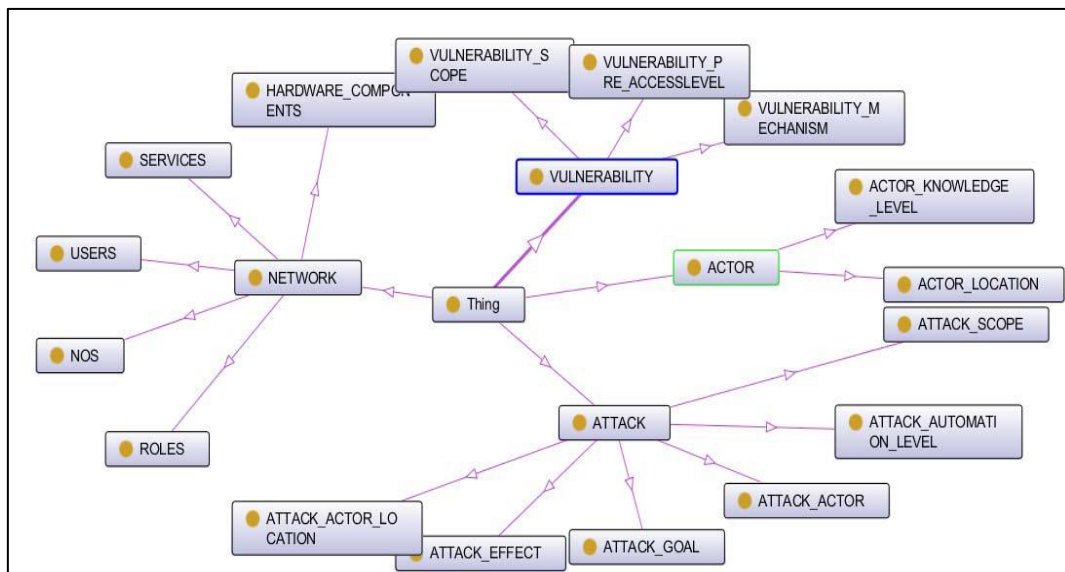 VULNERABILITY_S
COPE
VULNERABILITY_P
RE_ACCESSLEVEL
HARDWARE_COMPON
ENTS
VULNERABILITY_M
ECHANISM
SERVICES
VULNERABILITY
ACTOR_KNOWLEDGE
_LEVEL
USERS
NETWORK
ACTOR
Thing
ACTOR_LOCATION
ATTACK_SCOPE
NOS
ATTACK
ATTACK_AUTOMATI
ON_LEVEL
ROLES
ATTACK_ACTOR
ATTACK_ACTOR_LO
CATION
ATTACK_EFFECT
ATTACK_GOAL